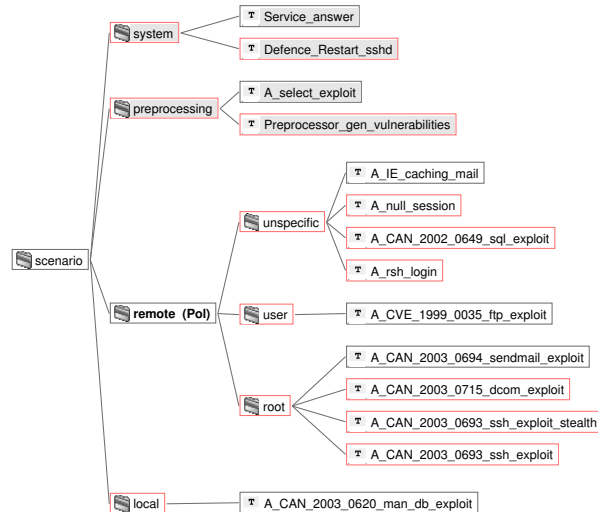 Service_answer
system
Defence_Restart_sshd
A_select_exploit
preprocessing
Preprocessor_gen_vulnerabilities
A_IE_caching_mail
A_null_session
unspecific
A_CAN_2002_0649_sql_exploit
A_rsh_login
scenario
remote (Pol)
user
A_CVE_1999_0035_ftp_exploit
A_CAN_2003_0694_sendmail_exploit
A_CAN_2003_0715_dcom_exploit
root
A_CAN_2003_0693_ssh_exploit_stealth
A_CAN_2003_0693_ssh_exploit
local
A_CAN_2003_0620_man_db_exploit